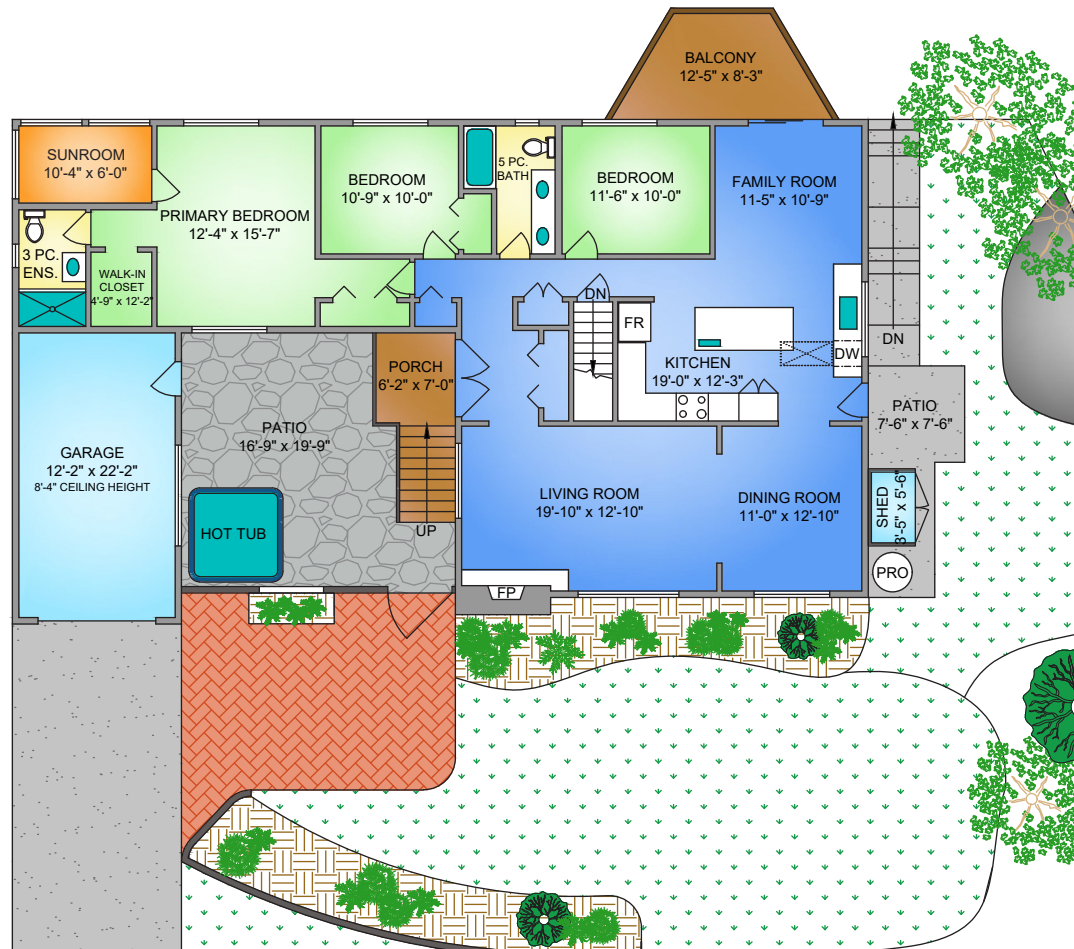 BALCONY
12'-5" x 8'-3"
SUNROOM
10'-4" x 6'-0"
PRIMARY BEDROOM
12'-4" x 15'-7"
BEDROOM
10'-9" x 10'-0"
5 PC.
BATH
BEDROOM
11'-6" x 10'-0"
FAMILY ROOM
11'-5" x 10'-9"
3 PC.
ENS.
WALK-IN
CLOSET
4'-9" x 12'-2"
DN
FR
KITCHEN
19'-0" x 12'-3"
DW
DN
PORCH
6'-2" x 7'-0"
PATIO
16'-9" x 19'-9"
GARAGE
12'-2" x 22'-2"
8'-4" CEILING HEIGHT
HOT TUB
UP
LIVING ROOM
19'-10" x 12'-10"
DINING ROOM
11'-0" x 12'-10"
PATIO
7'-6" x 7'-6"
SHED
3'-5" x 5'-6"
PRO
FP